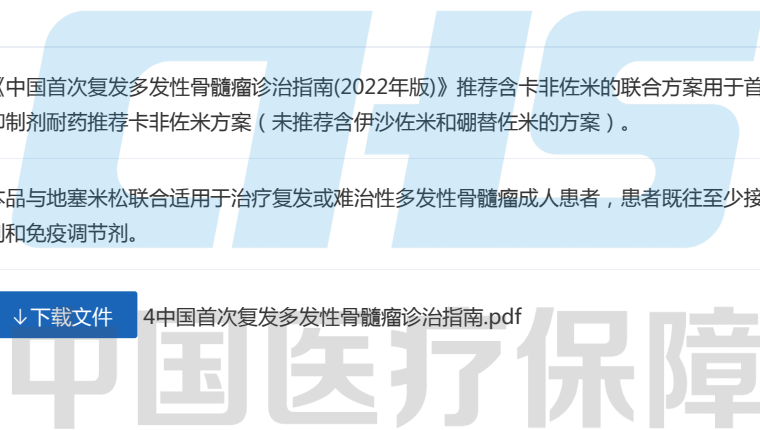 《中国首次复发多发性骨髓瘤诊治指南(2022年版)》推荐含卡非佐米的联合方案用于首
抑制剂耐药推荐卡非佐米方案（未推荐含伊沙佐米和硼替佐米的方案）。
本品与地塞米松联合适用于治疗复发或难治性多发性骨髓瘤成人患者，患者既往至少接
剂和免疫调节剂。
↓下载文件 4中国首次复发多发性骨髓瘤诊治指南.pdf
CHS
中国医疗保障